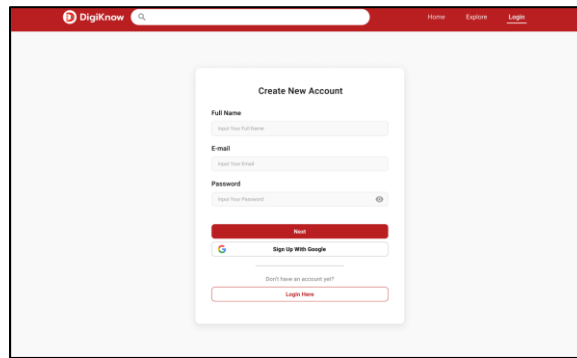 DigiKnow
Home Explore Login
Create New Account
Full Name
Input Your Full Name
E-mail
Input Your Email
Password
Input Your Password
Next
Sign Up With Google
Don't have an account yet?
Login Here